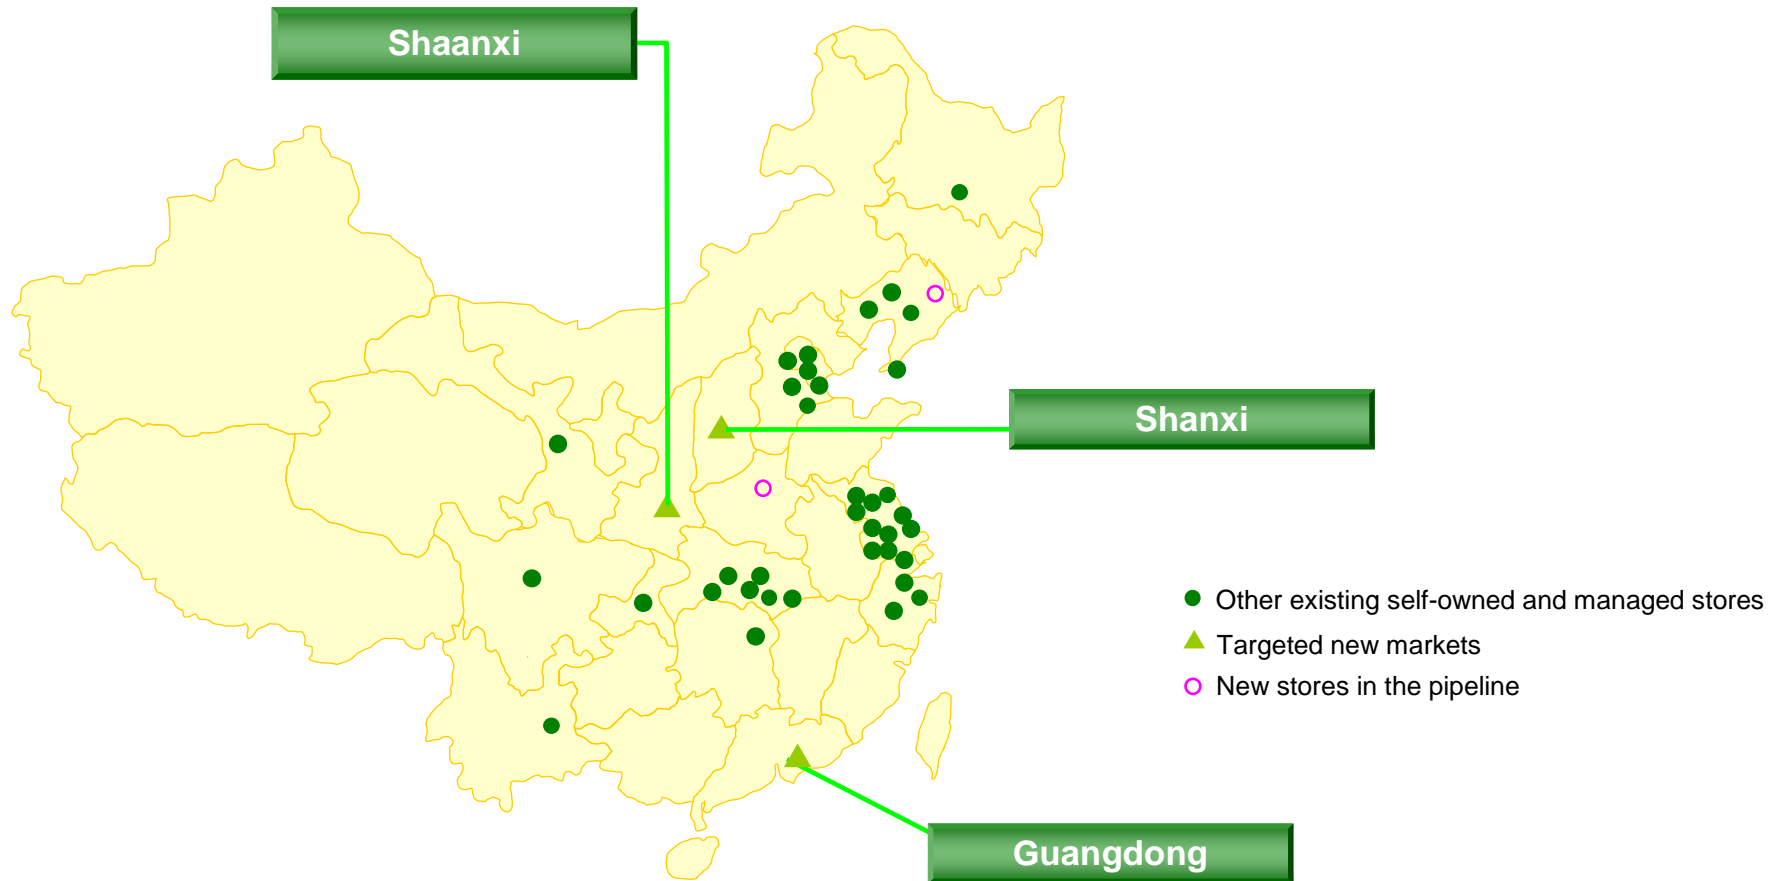 Shaanxi
Shanxi
Other existing self-owned and managed stores
Targeted new markets
New stores in the pipeline
Guangdong